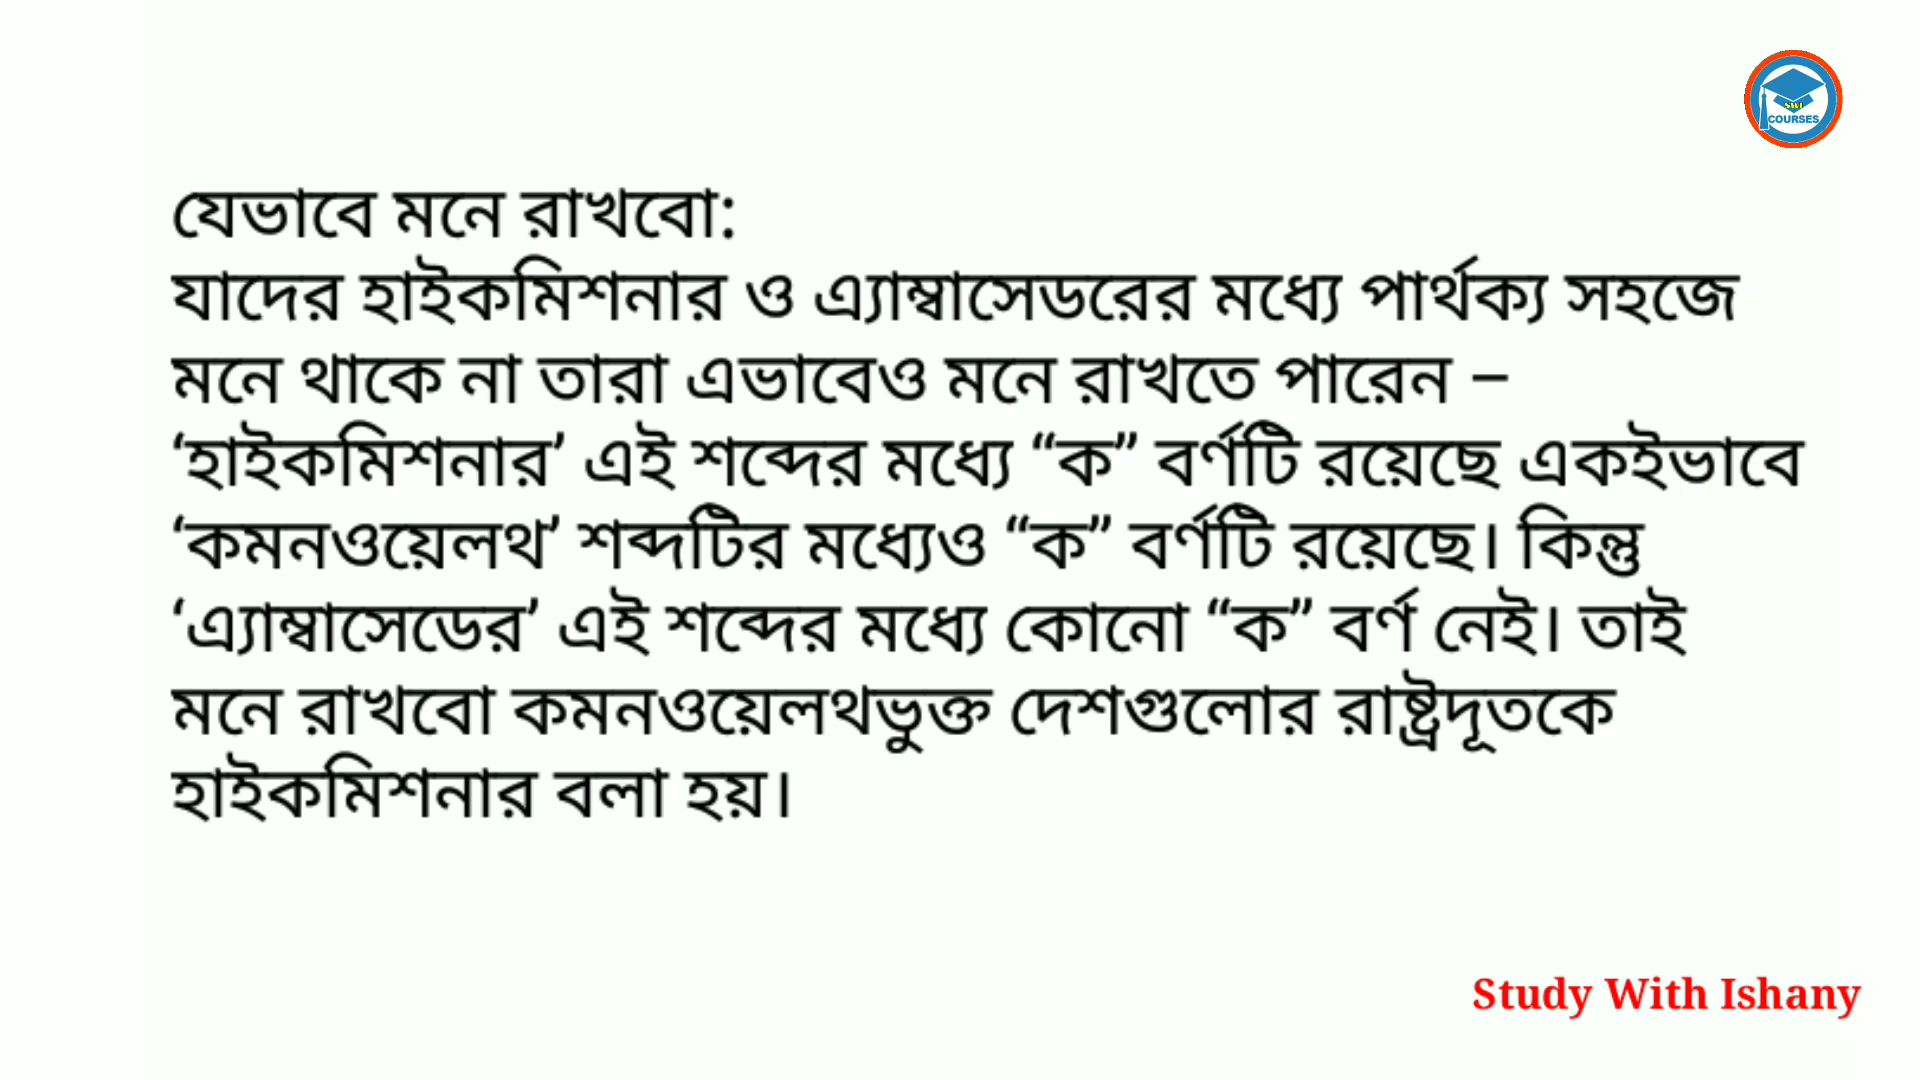 SWI
COURSES
যেভাবে মনে রাখবো:
যাদের হাইকমিশনার ও এ্যাম্বাসেডরের মধ্যে পার্থক্য সহজে
মনে থাকে না তারা এভাবেও মনে রাখতে পারেন –
‘হাইকমিশনার’ এই শব্দের মধ্যে “ক” বর্ণটি রয়েছে একইভাবে
‘কমনওয়েলথ’ শব্দটির মধ্যেও “ক” বর্ণটি রয়েছে। কিন্তু
‘এ্যাম্বাসেডের’ এই শব্দের মধ্যে কোনো “ক” বর্ণ নেই। তাই
মনে রাখবো কমনওয়েলথভুক্ত দেশগুলোর রাষ্ট্রদূতকে
হাইকমিশনার বলা হয়।
Study With Ishany